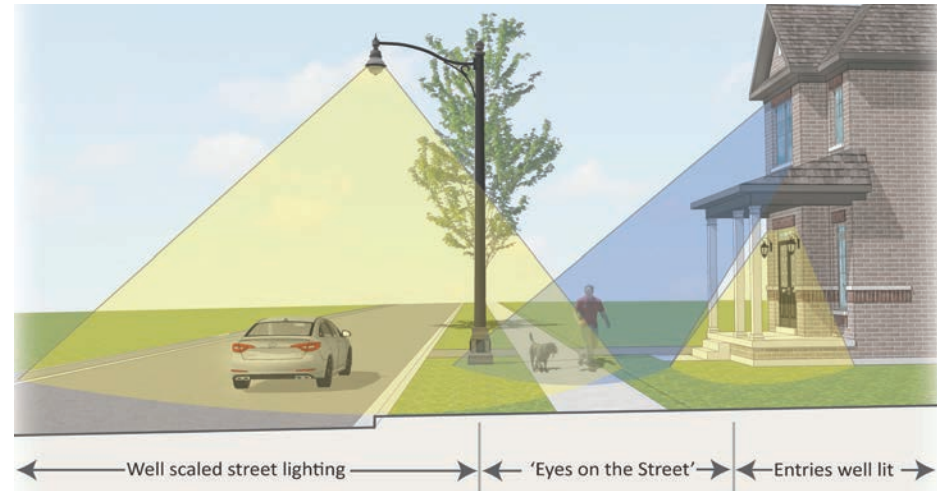 Well scaled street lighting
'Eyes on the Street'
Entries well lit